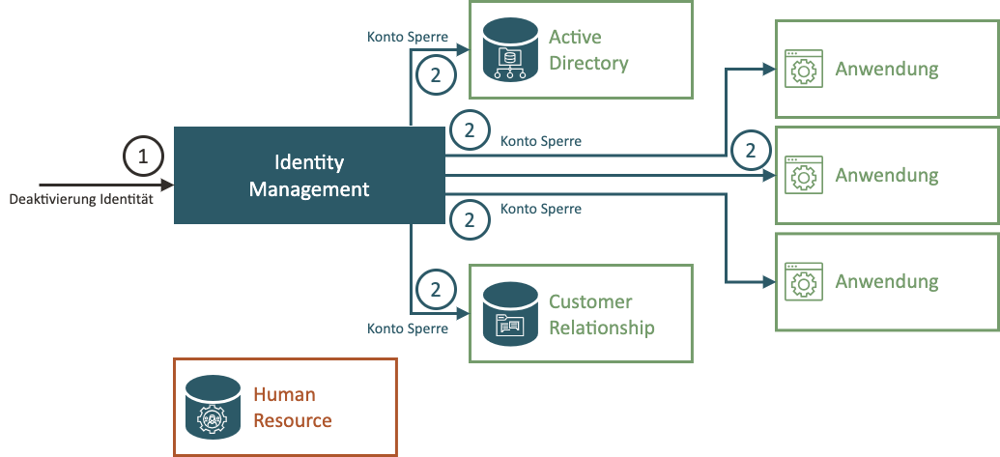 Konto Sperre
2
Active
Directory
Anwendung
1
Deaktivierung Identität
Identity
Management
2
Konto Sperre
2
Anwendung
Konto Sperre
2
2
Konto Sperre
Customer
Relationship
Anwendung
Human
Resource